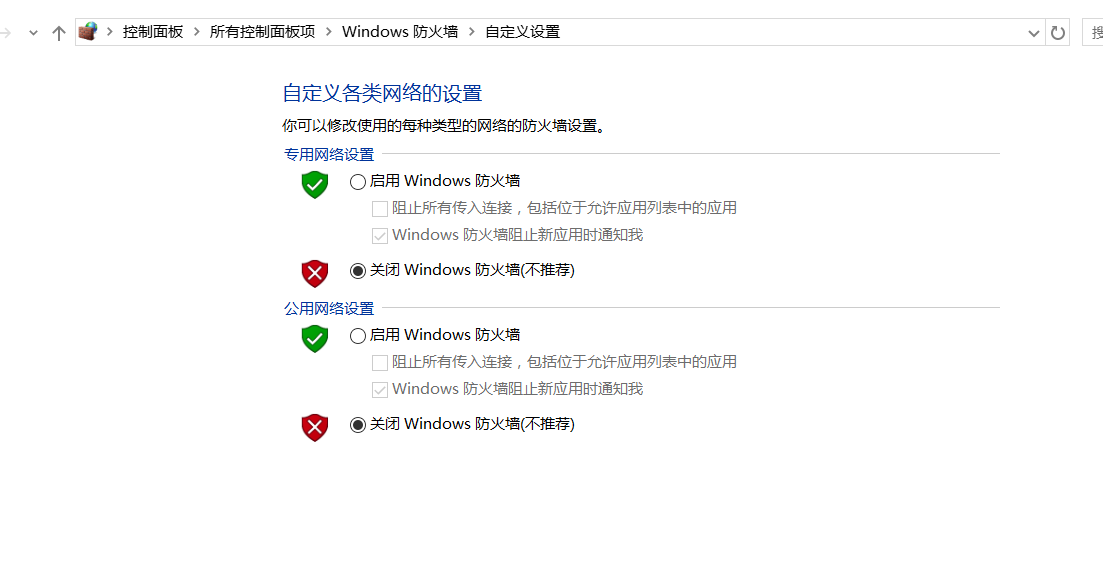 控制面板 > 所有控制面板项 > Windows 防火墙 > 自定义设置
自定义各类网络的设置
你可以修改使用的每种类型的网络的防火墙设置。
专用网络设置
启用 Windows 防火墙
阻止所有传入连接，包括位于允许应用列表中的应用
Windows 防火墙阻止新应用时通知我
关闭 Windows 防火墙(不推荐)
公用网络设置
启用 Windows 防火墙
阻止所有传入连接，包括位于允许应用列表中的应用
Windows 防火墙阻止新应用时通知我
关闭 Windows 防火墙(不推荐)